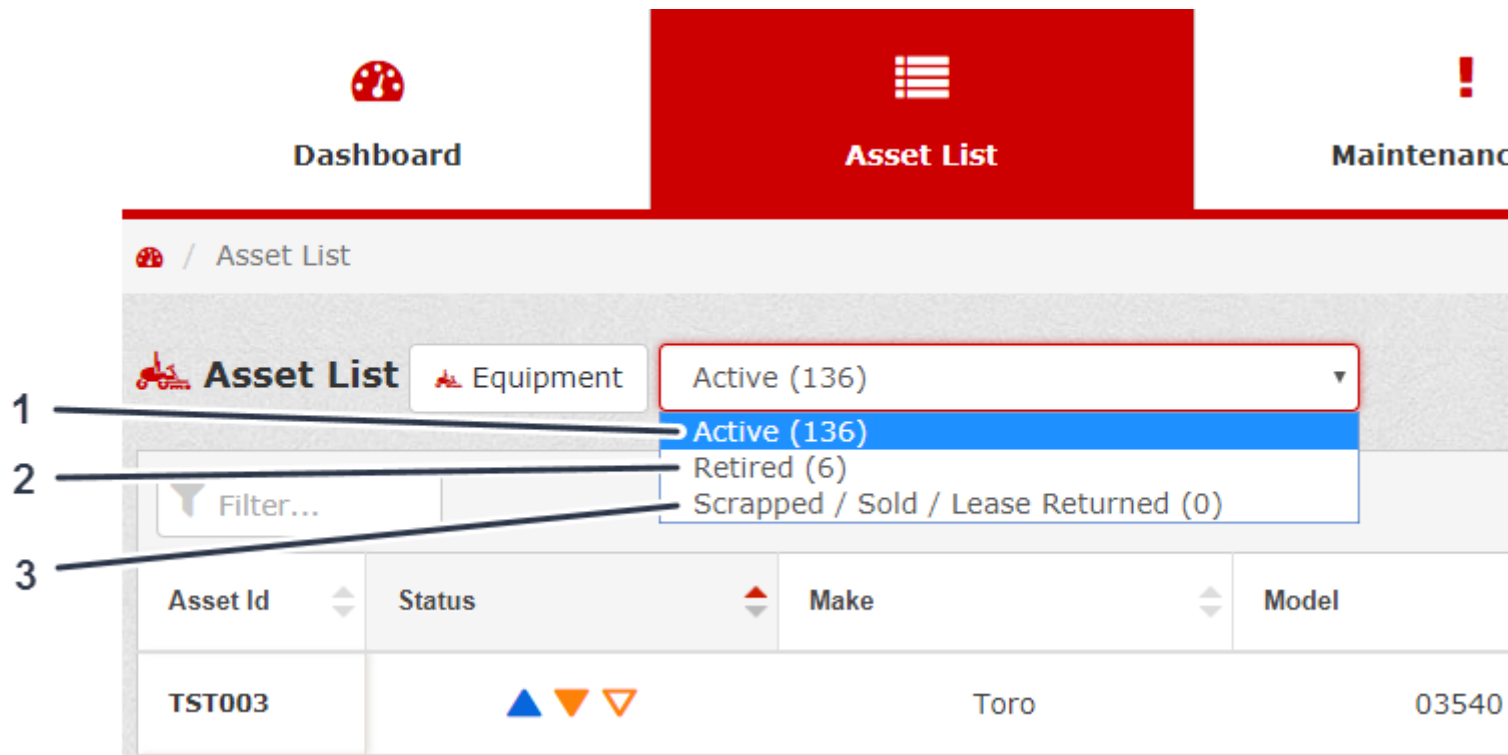 Dashboard
Asset List
!
/ Asset List
Asset List Equipment Active (136) ▼
1 Active (136)
2 Retired (6)
Filter...
3 Scrapped / Sold / Lease Returned (0)
Asset Id Status Make Model
TST003 Toro 03540